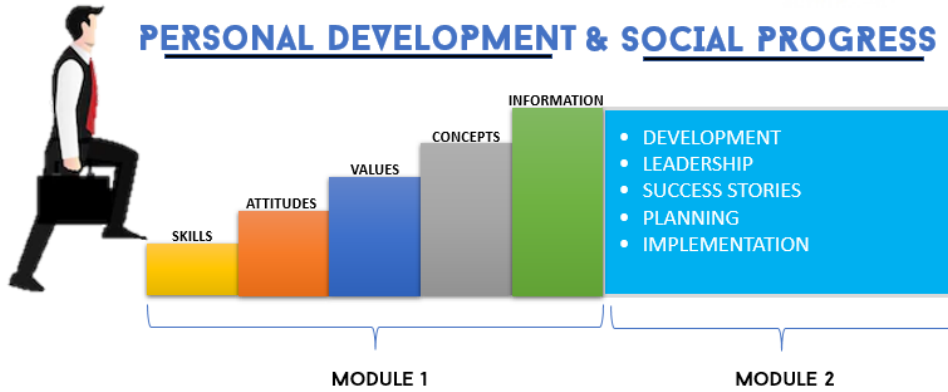 PERSONAL DEVELOPMENT & SOCIAL PROGRESS
INFORMATION
CONCEPTS
VALUES
ATTITUDES
SKILLS
• DEVELOPMENT
• LEADERSHIP
• SUCCESS STORIES
• PLANNING
• IMPLEMENTATION
MODULE 1
MODULE 2